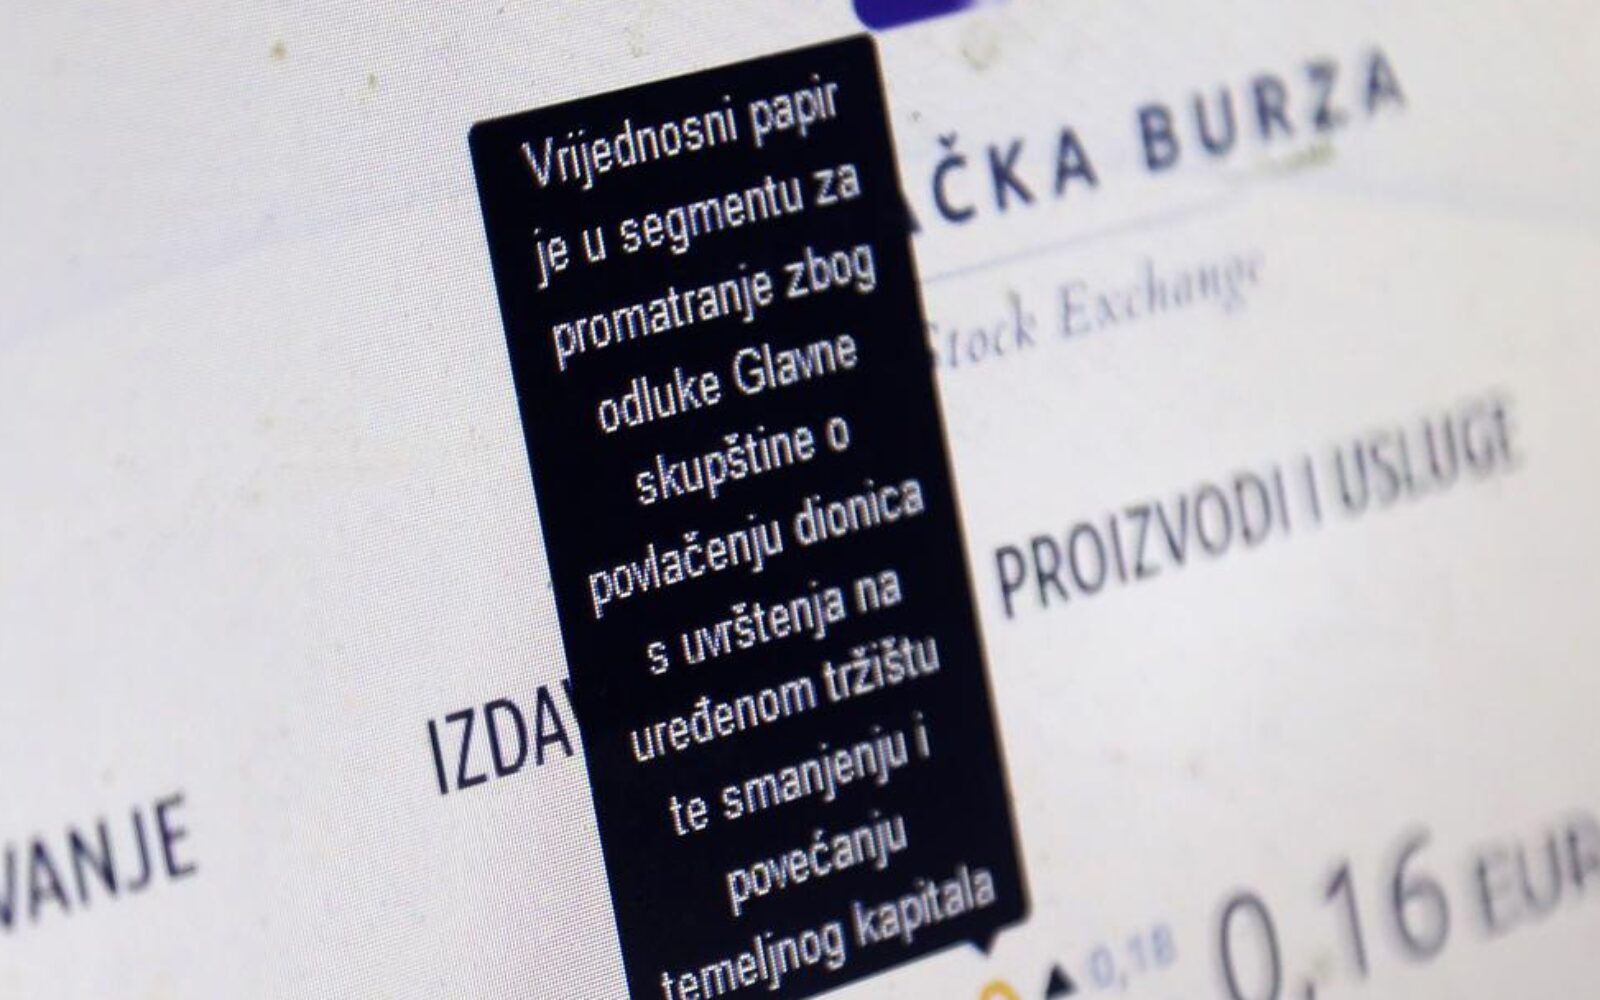 Vrijednosni papir
je u segmentu za
promatranje zbog
odluke Glavne
skupštine o
povlačenju dionica
s uvrštenja na
uređenom tržištu
te smanjenju i
povećanju
temeljnog kapitala
AČKA BURZA
Stock Exchange
PROIZVODI I USLUGE
IZDAV
VANJE
0,18
0,16 EUR